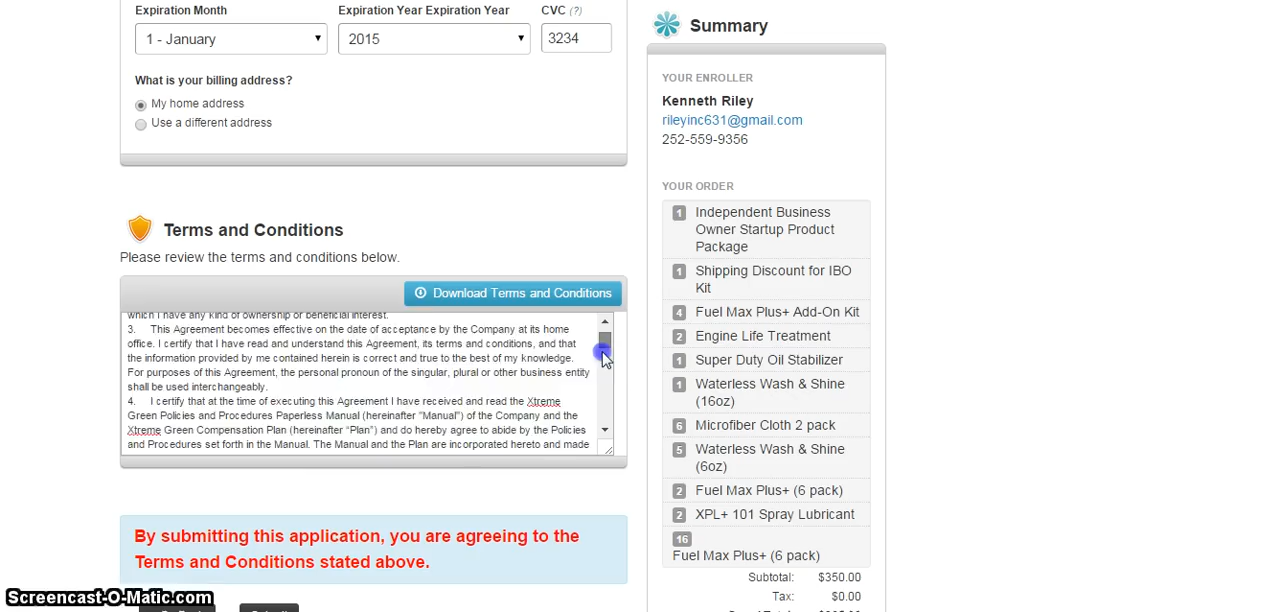 Expiration Month
Expiration Year Expiration Year
CVC (?)
1 - January
2015
3234
What is your billing address?
My home address
Use a different address
Terms and Conditions
Please review the terms and conditions below.
Download Terms and Conditions
which I have any kind of ownership or beneficial interest.
3. This Agreement becomes effective on the date of acceptance by the Company at its home
office. I certify that I have read and understand this Agreement, its terms and conditions, and that
the information provided by me contained herein is correct and true to the best of my knowledge.
For purposes of this Agreement, the personal pronoun of the singular, plural or other business entity
shall be used interchangeably.
4. I certify that at the time of executing this Agreement I have received and read the Xtreme
Green Policies and Procedures Paperless Manual (hereinafter "Manual") of the Company and the
Xtreme Green Compensation Plan (hereinafter “Plan”) and do hereby agree to abide by the Policies
and Procedures set forth in the Manual. The Manual and the Plan are incorporated hereto and made
By submitting this application, you are agreeing to the
Terms and Conditions stated above.
Summary
YOUR ENROLLER
Kenneth Riley
rileyinc631@gmail.com
252-559-9356
YOUR ORDER
1 Independent Business
Owner Startup Product
Package
1 Shipping Discount for IBO
Kit
4 Fuel Max Plus+ Add-On Kit
2 Engine Life Treatment
1 Super Duty Oil Stabilizer
1 Waterless Wash & Shine
(16oz)
6 Microfiber Cloth 2 pack
5 Waterless Wash & Shine
(6oz)
2 Fuel Max Plus+ (6 pack)
2 XPL+ 101 Spray Lubricant
16
Fuel Max Plus+ (6 pack)
Subtotal: $350.00
Tax: $0.00
Screencast-O-Matic.com